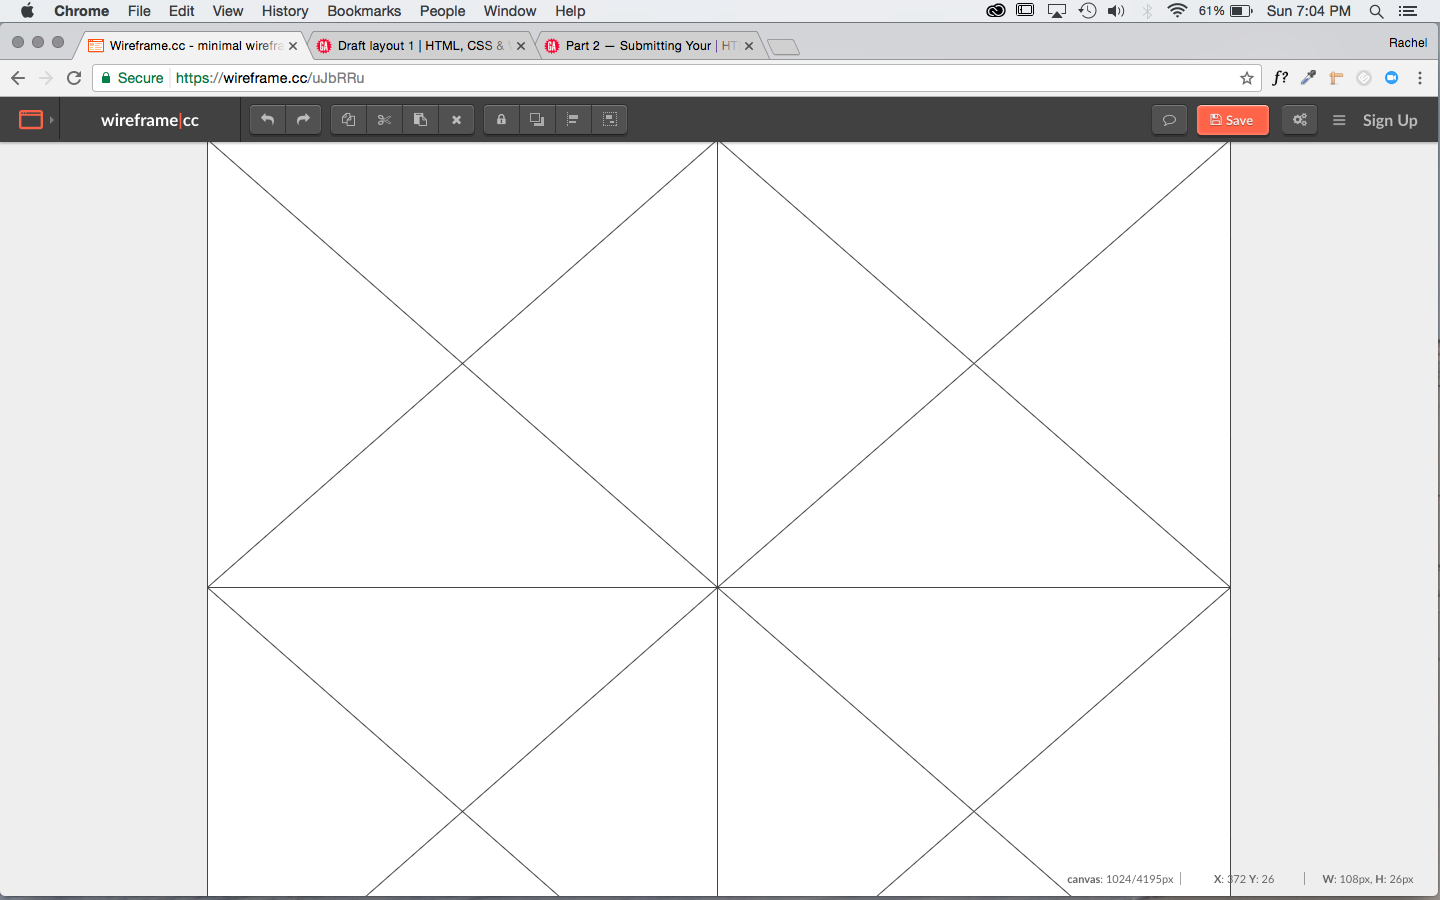 Chrome File Edit View History Bookmarks People Window Help 61% Sun 7:04 PM
Wireframe.cc - minimal wirefra Draft layout 1 | HTML, CSS & Part 2 — Submitting Your | HT Rachel
Secure https://wireframe.cc/uJbRRu f?
wireframe|cc Save Sign Up
canvas: 1024/4195px X: 372 Y: 26 W: 108px, H: 26px